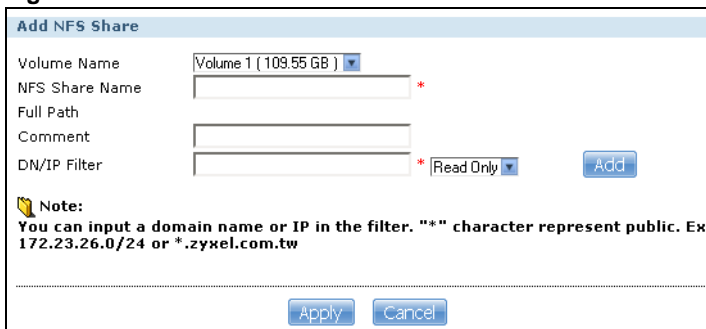 Add NFS Share
Volume Name Volume 1 ( 109.55 GB )
NFS Share Name *
Full Path
Comment
DN/IP Filter * Read Only Add
Note:
You can input a domain name or IP in the filter. "*" character represent public. Ex
172.23.26.0/24 or *.zyxel.com.tw
Apply Cancel